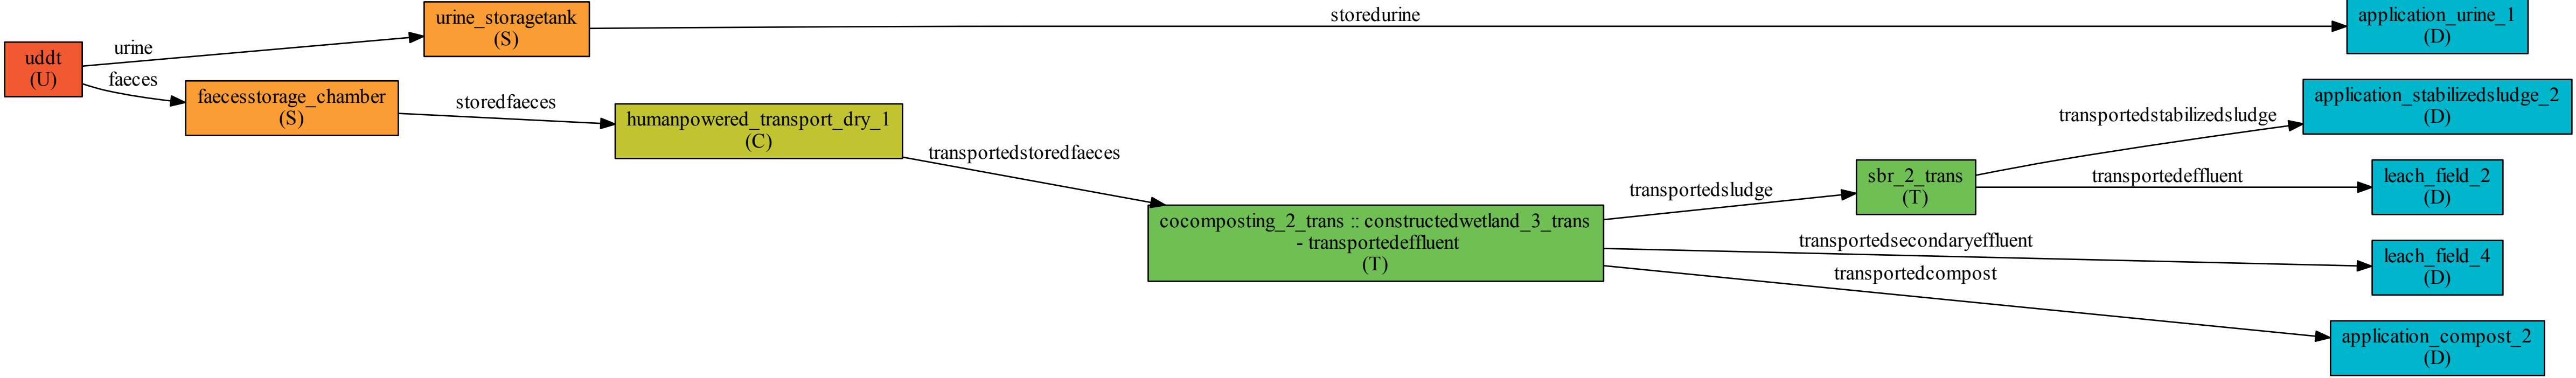 uddt
(U)
urine
faeces
urine_storagetank
(S)
faecesstorage_chamber
(S)
storedurine
storedfaeces
humanpowered_transport_dry_1
(C)
transportedstoredfaeces
cocomposting_2_trans :: constructedwetland_3_trans
- transportedeffluent
(T)
transportedsludge
transportedsecondaryeffluent
transportedcompost
sbr_2_trans
(T)
transportedstabilizedsludge
transportedeffluent
application_urine_1
(D)
application_stabilizedsludge_2
(D)
leach_field_2
(D)
leach_field_4
(D)
application_compost_2
(D)